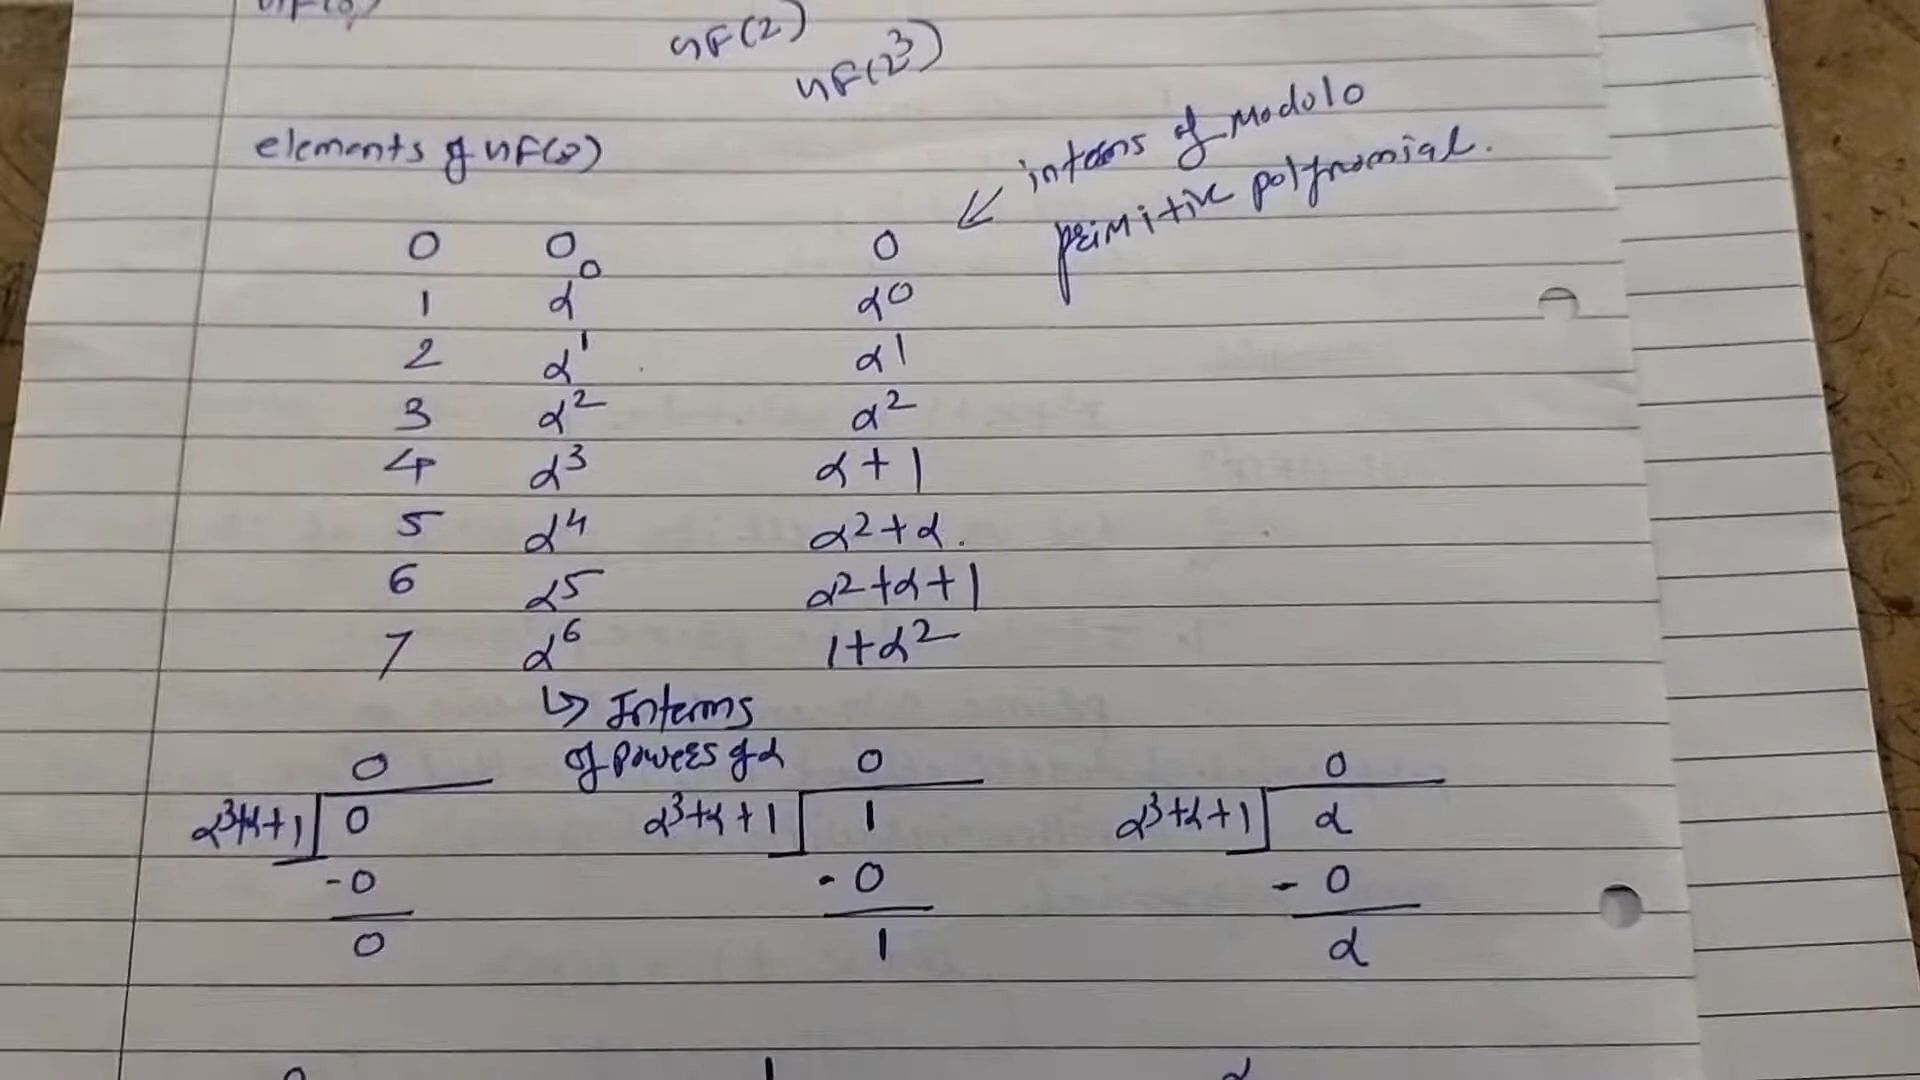 GF(2)
GF(2³)
elements of GF(8)
interms of modulo
primitive polynomial.
0 0 0
1 α⁰ α0
2 α¹ α1
3 α² α²
4 α³ α+1
5 α⁴ α²+α.
6 α⁵ α²+α+1
7 α⁶ 1+α²
↳ Interms
of powers of α
0 0 0
α³+α+1 0 α³+α+1 1 α³+α+1 α
-0 -0 -0
0 1 α